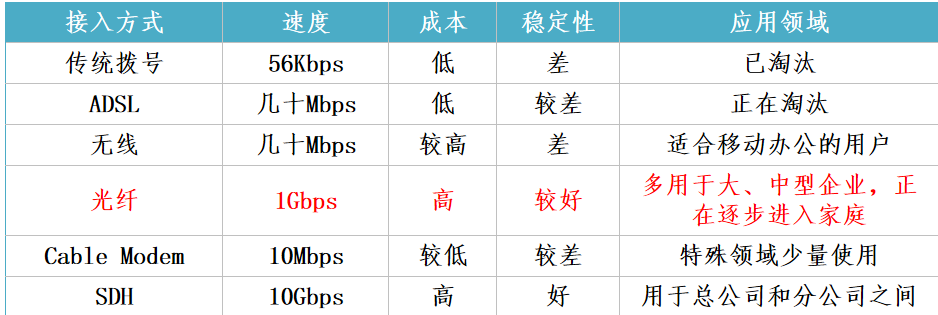 接入方式 速度 成本 稳定性 应用领域
传统拨号 56Kbps 低 差 已淘汰
ADSL 几十Mbps 低 较差 正在淘汰
无线 几十Mbps 较高 差 适合移动办公的用户
光纤 1Gbps 高 较好 多用于大、中型企业，正
在逐步进入家庭
Cable Modem 10Mbps 较低 较差 特殊领域少量使用
SDH 10Gbps 高 好 用于总公司和分公司之间